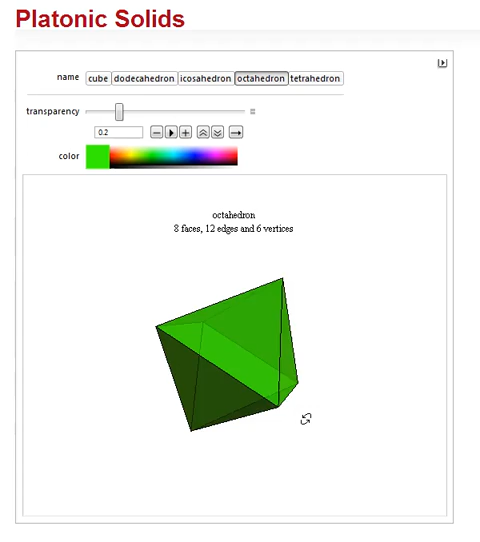 Platonic Solids
name cube dodecahedron icosahedron octahedron tetrahedron
transparency
0.2
color
octahedron
8 faces, 12 edges and 6 vertices